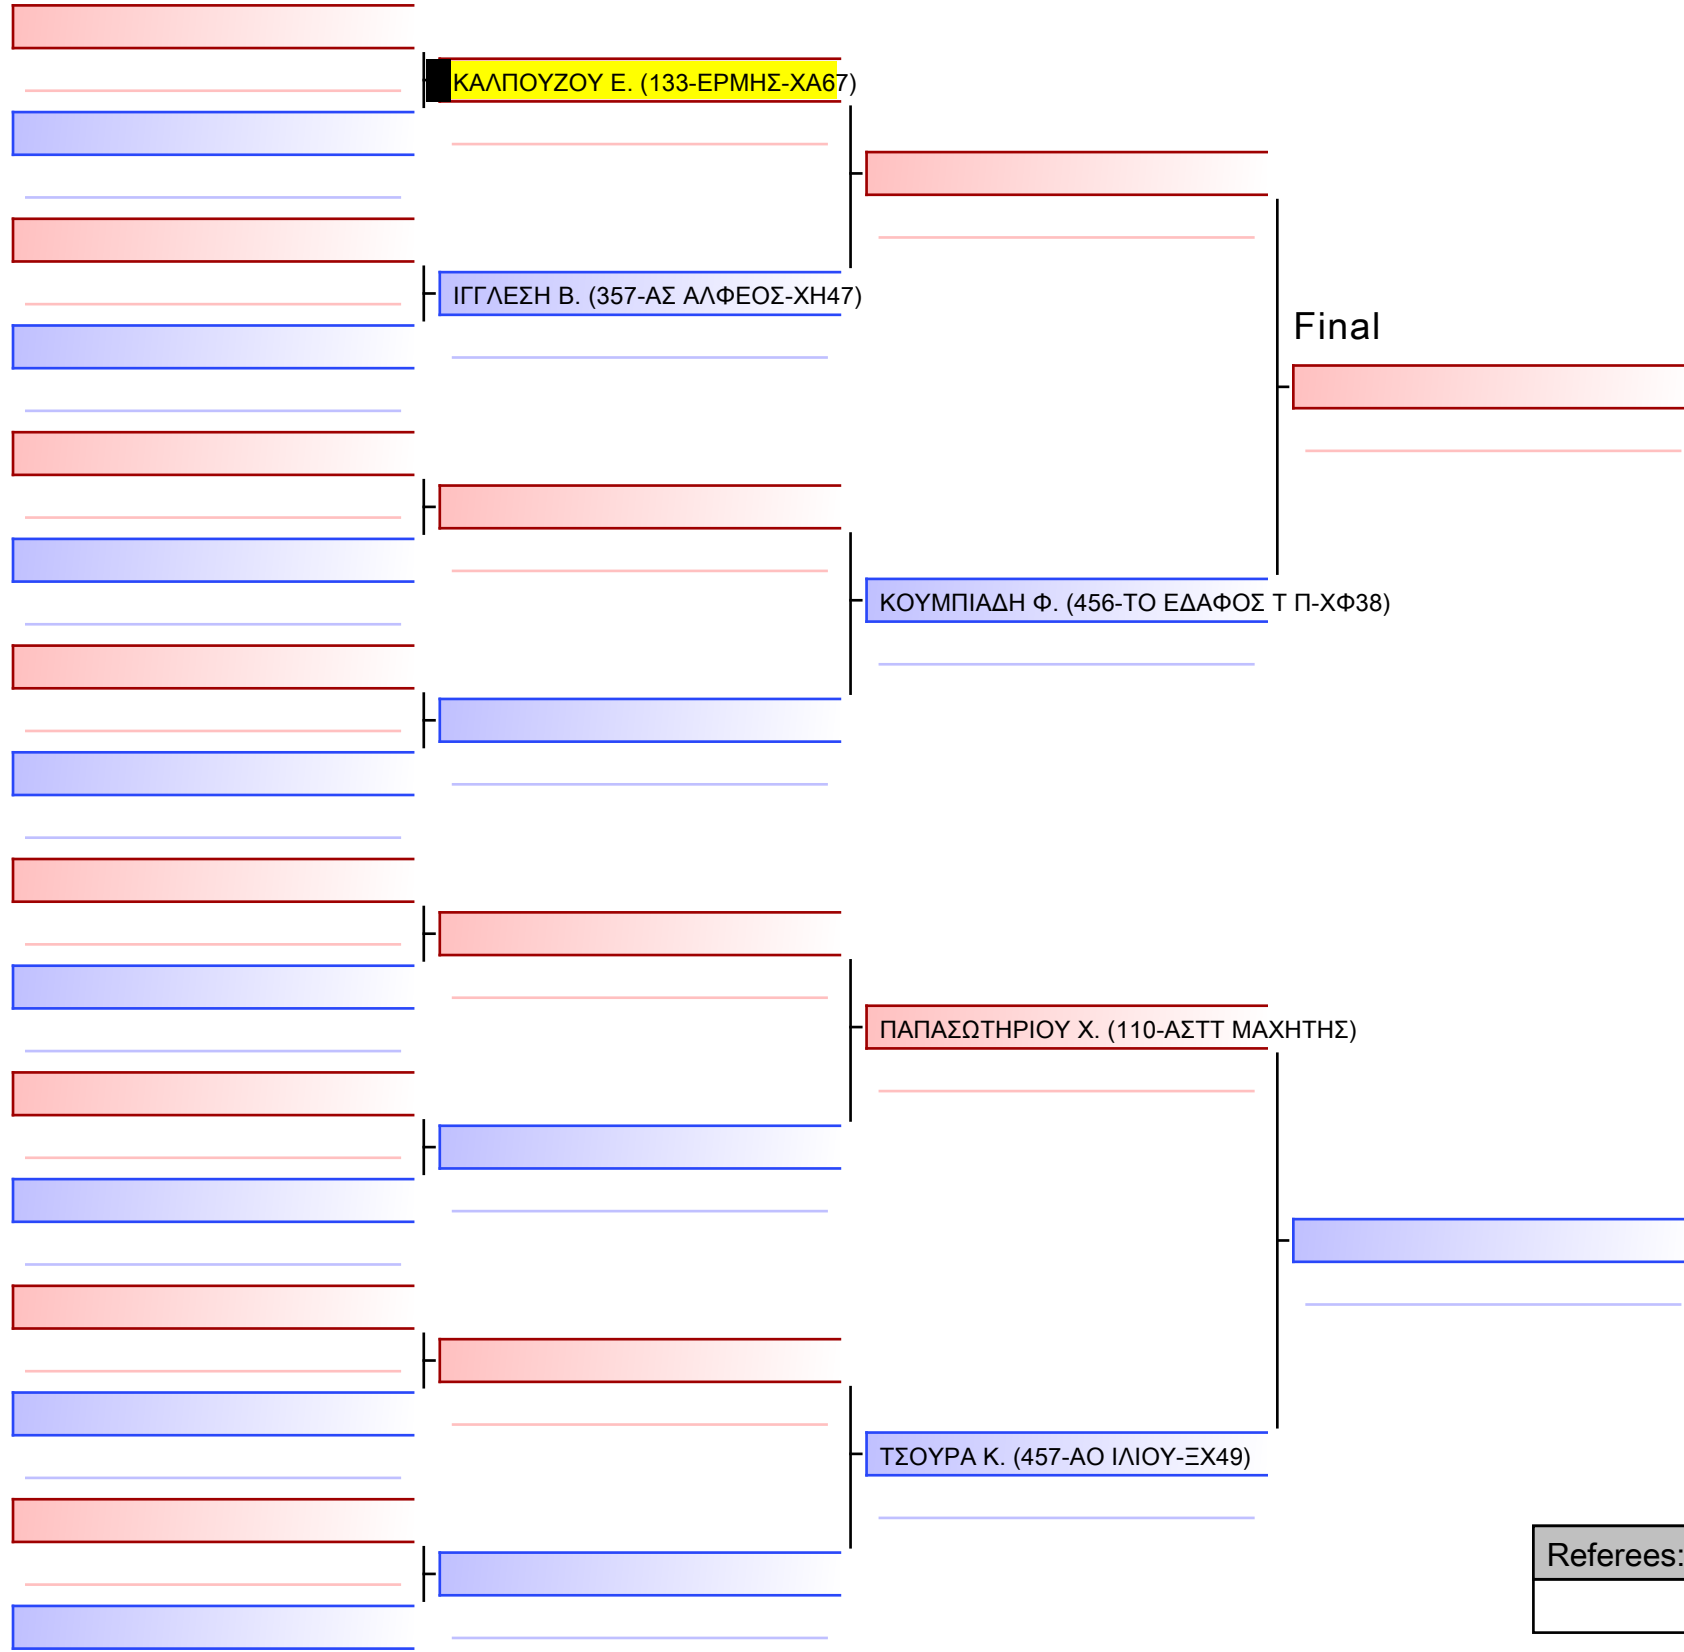 ΚΑΛΠΟΥΖΟΥ Ε. (133-ΕΡΜΗΣ-ΧΑ67)
ΙΓΓΛΕΣΗ Β. (357-ΑΣ ΑΛΦΕΟΣ-ΧΗ47)
Final
ΚΟΥΜΠΙΑΔΗ Φ. (456-ΤΟ ΕΔΑΦΟΣ Τ Π-ΧΦ38)
ΠΑΠΑΣΩΤΗΡΙΟΥ Χ. (110-ΑΣΤΤ ΜΑΧΗΤΗΣ)
ΤΣΟΥΡΑ Κ. (457-ΑΟ ΙΛΙΟΥ-ΞΧ49)
Referees: